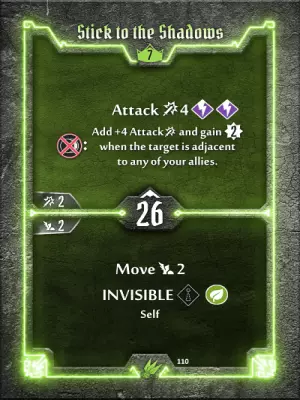 Stick to the Shadows
7
Attack 4
Add +4 Attack and gain 2
: when the target is adjacent
to any of your allies.
2
26
2
Move 2
INVISIBLE
Self
110